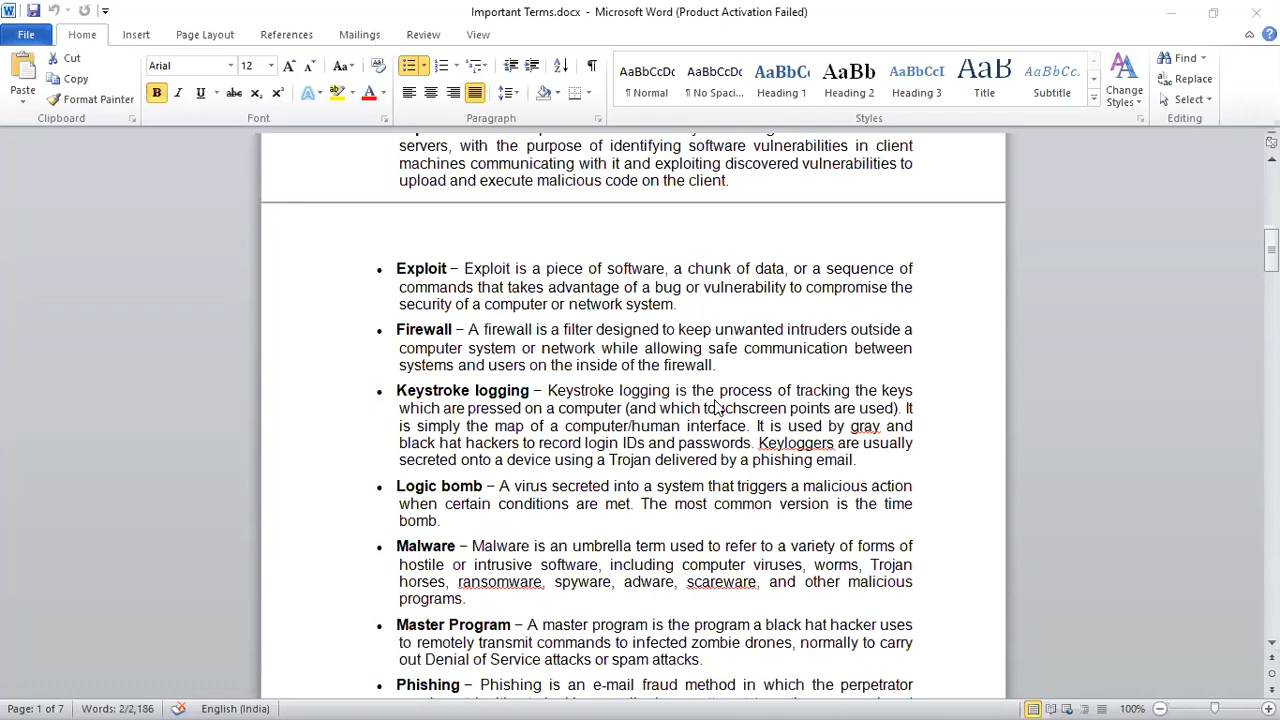 Important Terms.docx - Microsoft Word (Product Activation Failed)
File Home Insert Page Layout References Mailings Review View
Paste
Cut
Copy
Format Painter
Clipboard
Arial 12
Font
Paragraph
AaBbCcDc AaBbCcDc AaBbC AaBb AaBbCcI AaB AaBbCc.
¶ Normal ¶ No Spaci... Heading 1 Heading 2 Heading 3 Title Subtitle
Change Styles
Styles
Find
Replace
Select
Editing
servers, with the purpose of identifying software vulnerabilities in client
machines communicating with it and exploiting discovered vulnerabilities to
upload and execute malicious code on the client.
• Exploit − Exploit is a piece of software, a chunk of data, or a sequence of
commands that takes advantage of a bug or vulnerability to compromise the
security of a computer or network system.
• Firewall − A firewall is a filter designed to keep unwanted intruders outside a
computer system or network while allowing safe communication between
systems and users on the inside of the firewall.
• Keystroke logging − Keystroke logging is the process of tracking the keys
which are pressed on a computer (and which touchscreen points are used). It
is simply the map of a computer/human interface. It is used by gray and
black hat hackers to record login IDs and passwords. Keyloggers are usually
secreted onto a device using a Trojan delivered by a phishing email.
• Logic bomb − A virus secreted into a system that triggers a malicious action
when certain conditions are met. The most common version is the time
bomb.
• Malware − Malware is an umbrella term used to refer to a variety of forms of
hostile or intrusive software, including computer viruses, worms, Trojan
horses, ransomware, spyware, adware, scareware, and other malicious
programs.
• Master Program − A master program is the program a black hat hacker uses
to remotely transmit commands to infected zombie drones, normally to carry
out Denial of Service attacks or spam attacks.
• Phishing − Phishing is an e-mail fraud method in which the perpetrator
Page: 1 of 7 Words: 2/2,186 English (India) 100%